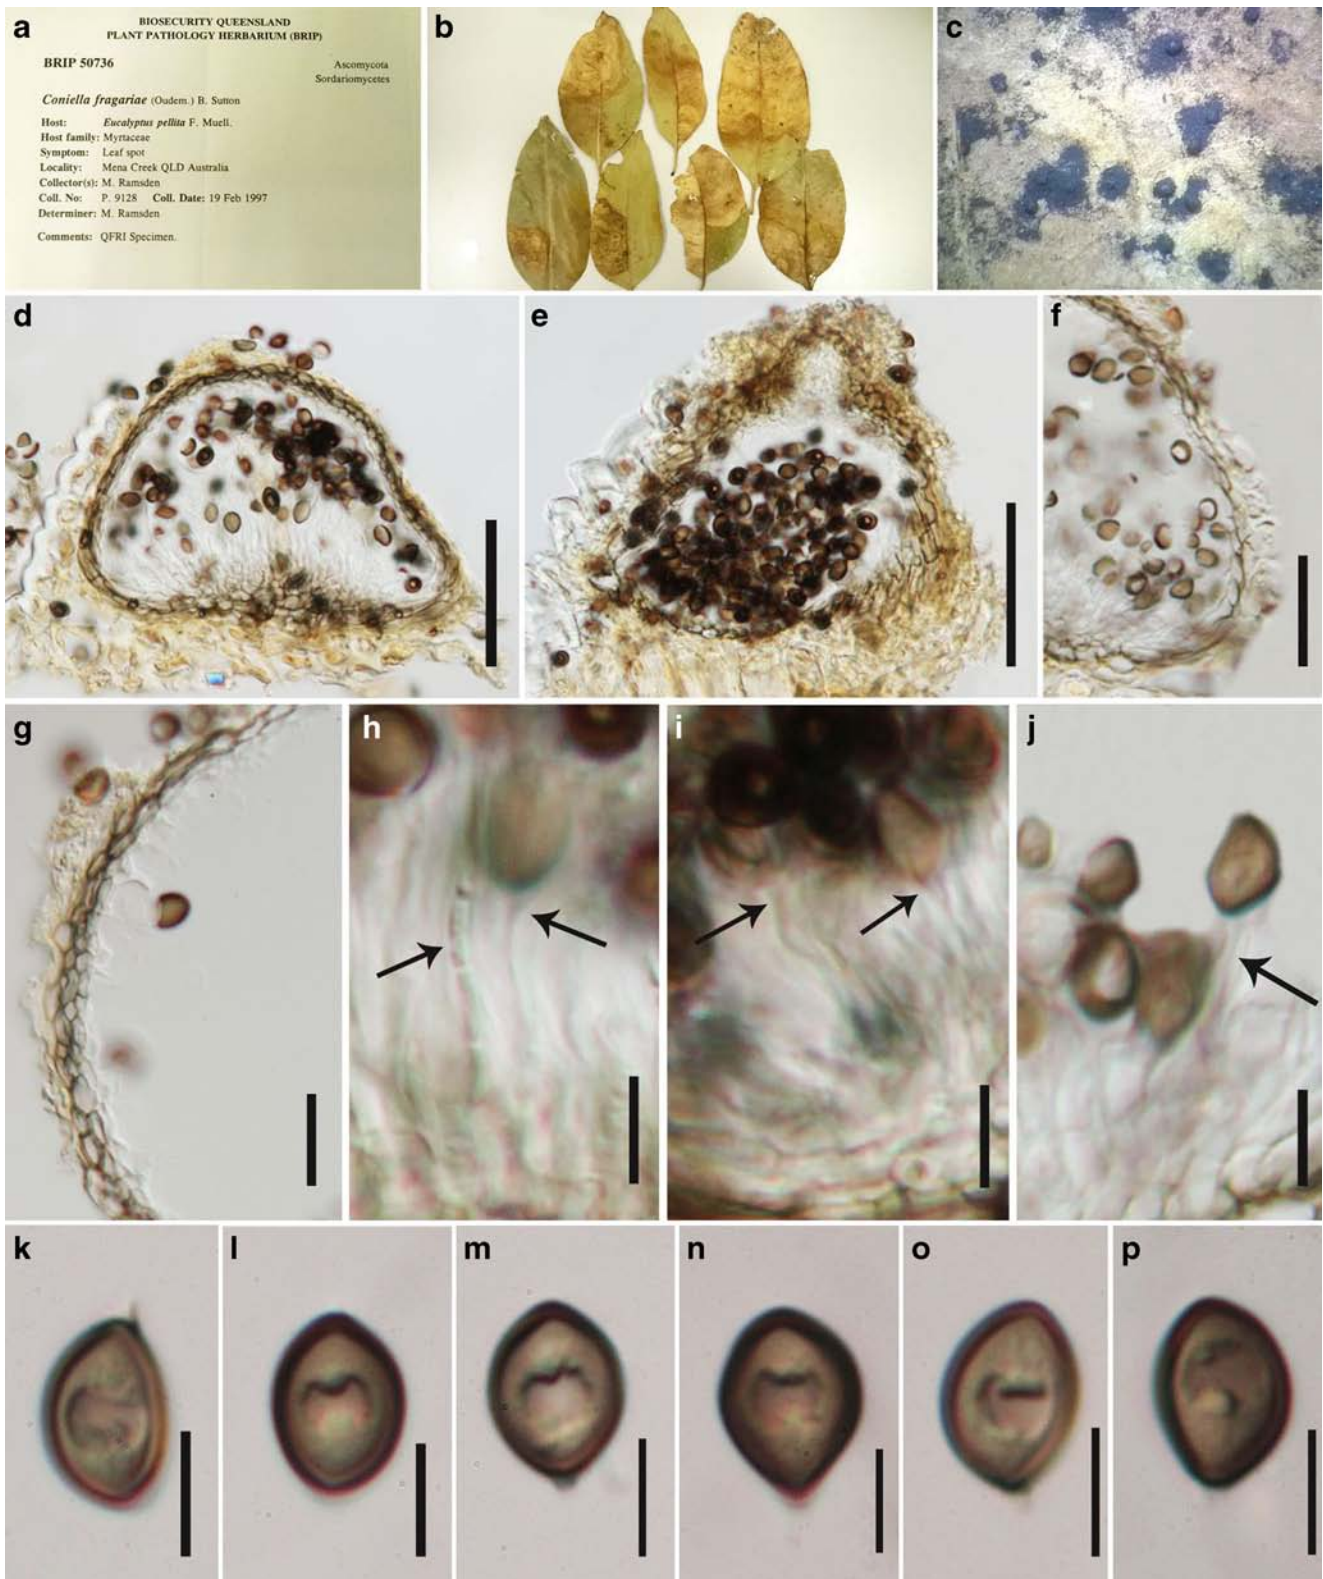 a
BIOSECURITY QUEENSLAND
PLANT PATHOLOGY HERBARIUM (BRIP)
BRIP 50736
Ascomycota
Sordariomycetes
Coniella fragariae (Oudem.) B. Sutton
Host: Eucalyptus pellita F. Muell.
Host family: Myrtaceae
Symptom: Leaf spot
Locality: Mena Creek QLD Australia
Collector(s): M. Ramsden
Coll. No: P. 9128 Coll. Date: 19 Feb 1997
Determiner: M. Ramsden
Comments: QFRI Specimen.
b
c
d
e
f
g
h
i
j
k
l
m
n
o
p